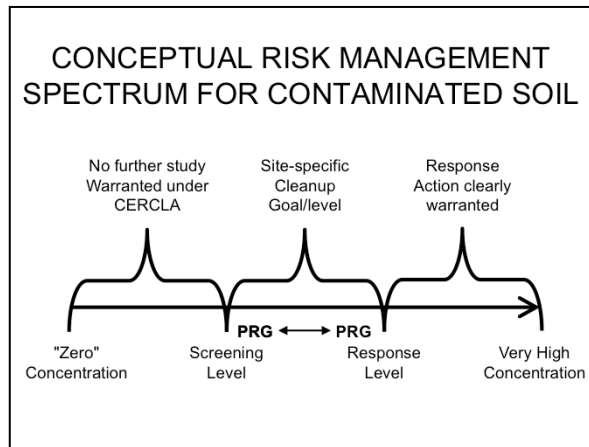 CONCEPTUAL RISK MANAGEMENT
SPECTRUM FOR CONTAMINATED SOIL
No further study
Warranted under
CERCLA
Site-specific
Cleanup
Goal/level
Response
Action clearly
warranted
PRG PRG
"Zero"
Concentration
Screening
Level
Response
Level
Very High
Concentration